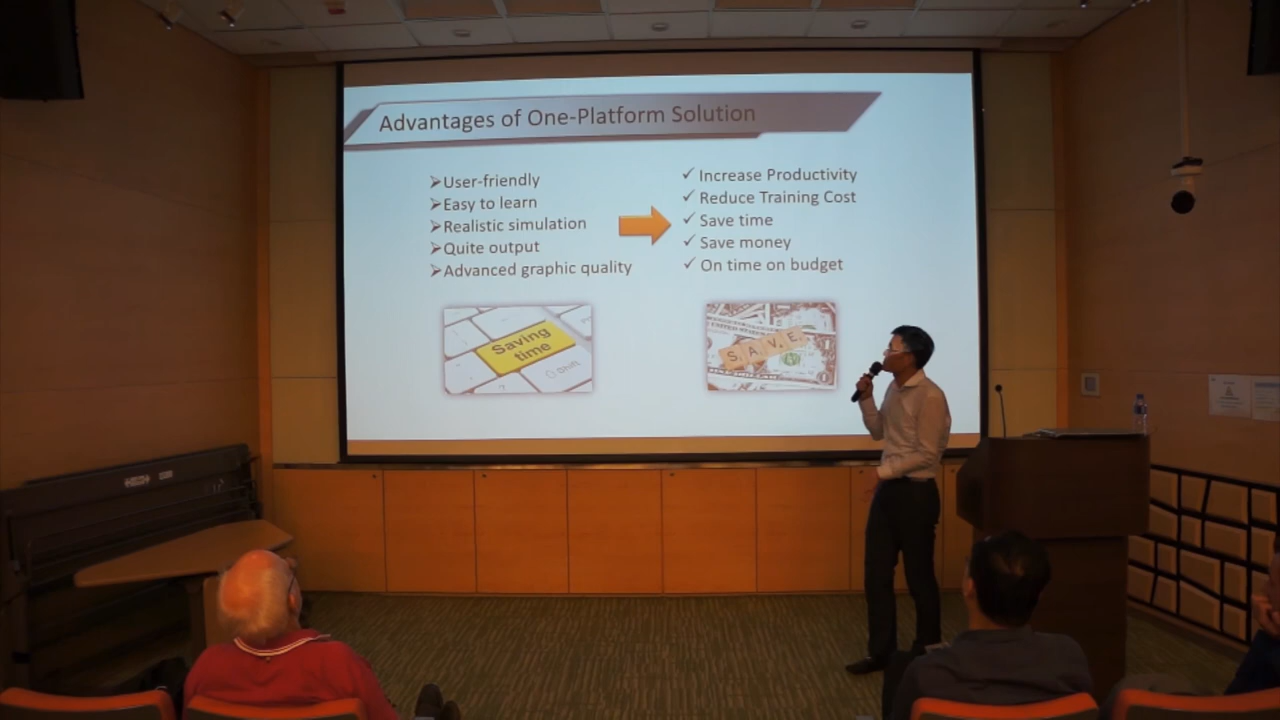 Advantages of One-Platform Solution
➢User-friendly
➢Easy to learn
➢Realistic simulation
➢Quite output
➢Advanced graphic quality
✓ Increase Productivity
✓ Reduce Training Cost
✓ Save time
✓ Save money
✓ On time on budget
Saving
time
Shift
S A V E